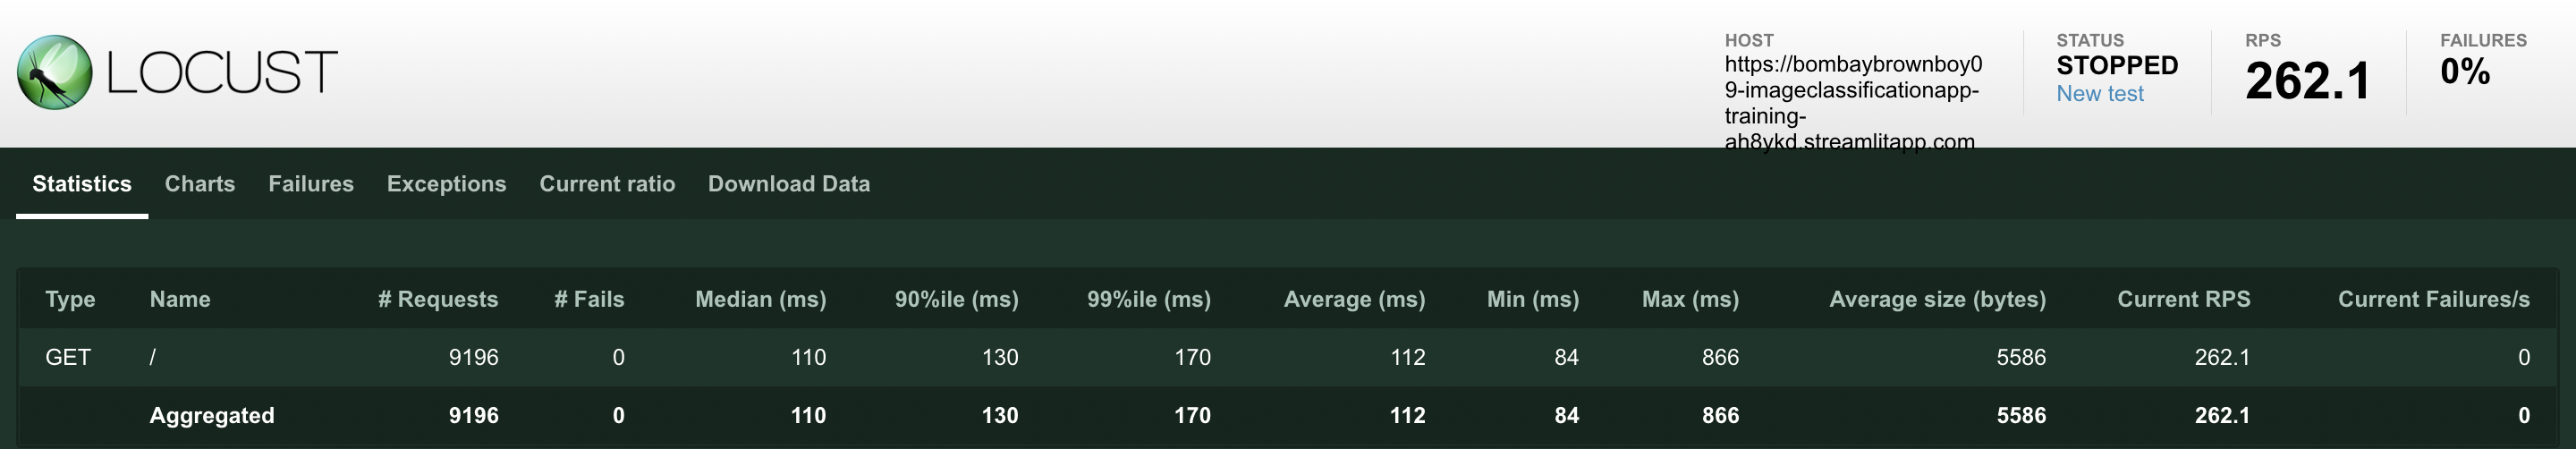 LOCUST
HOST
https://bombaybrownboy0
9-imageclassificationapp-
training-
ah8ykd.streamlitapp.com
STATUS
STOPPED
New test
RPS
262.1
FAILURES
0%
Statistics Charts Failures Exceptions Current ratio Download Data
Type Name # Requests # Fails Median (ms) 90%ile (ms) 99%ile (ms) Average (ms) Min (ms) Max (ms) Average size (bytes) Current RPS Current Failures/s
GET / 9196 0 110 130 170 112 84 866 5586 262.1 0
Aggregated 9196 0 110 130 170 112 84 866 5586 262.1 0